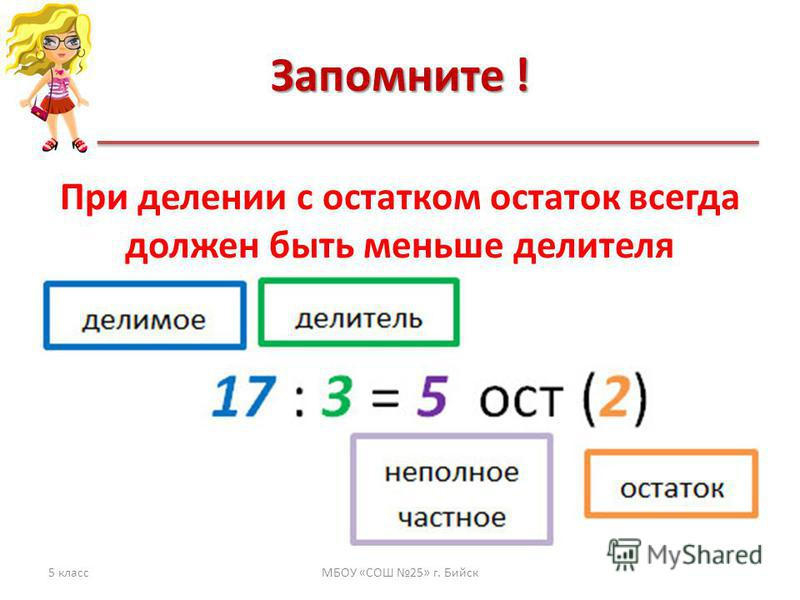 Запомните !
При делении с остатком остаток всегда
должен быть меньше делителя
делимое
делитель
17 : 3 = 5 ост (2)
неполное
частное
остаток
5 класс
МБОУ «СОШ №25» г. Бийск
MyShared